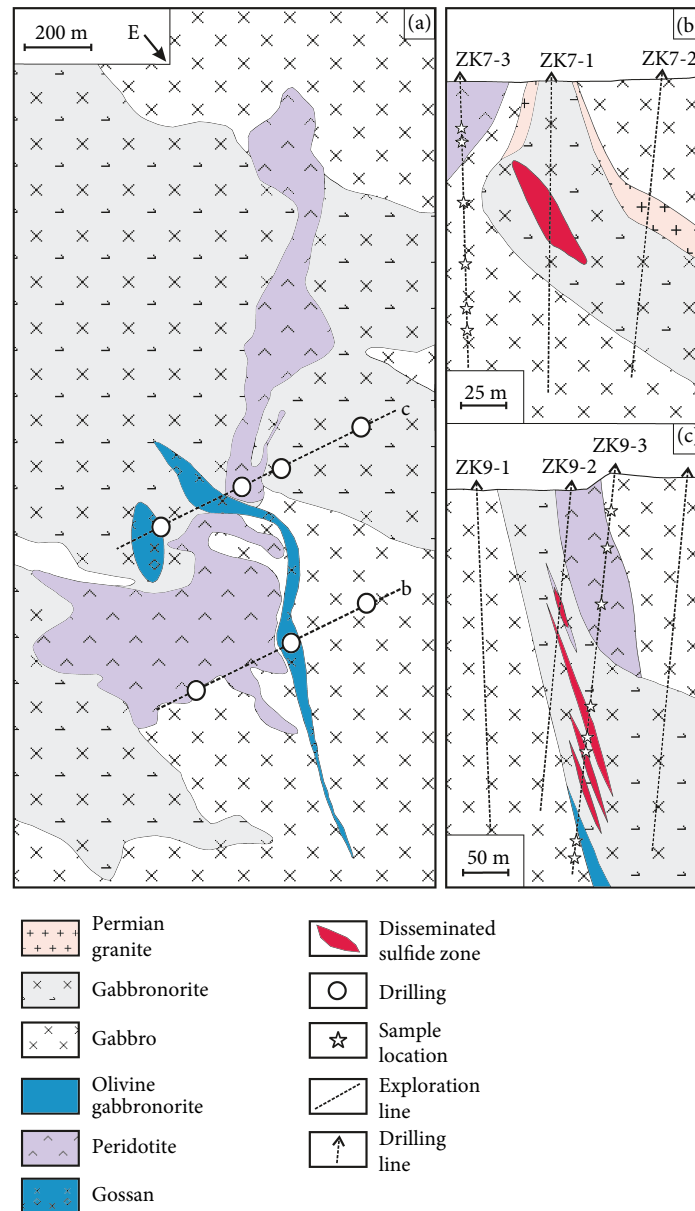 200 m
E
(a)
c
b
(b)
ZK7-3
ZK7-1
ZK7-2
25 m
(c)
ZK9-3
ZK9-1
ZK9-2
50 m
Permian
granite
Gabbronorite
Gabbro
Olivine
gabbronorite
Peridotite
Gossan
Disseminated
sulfide zone
Drilling
Sample
location
Exploration
line
Drilling
line